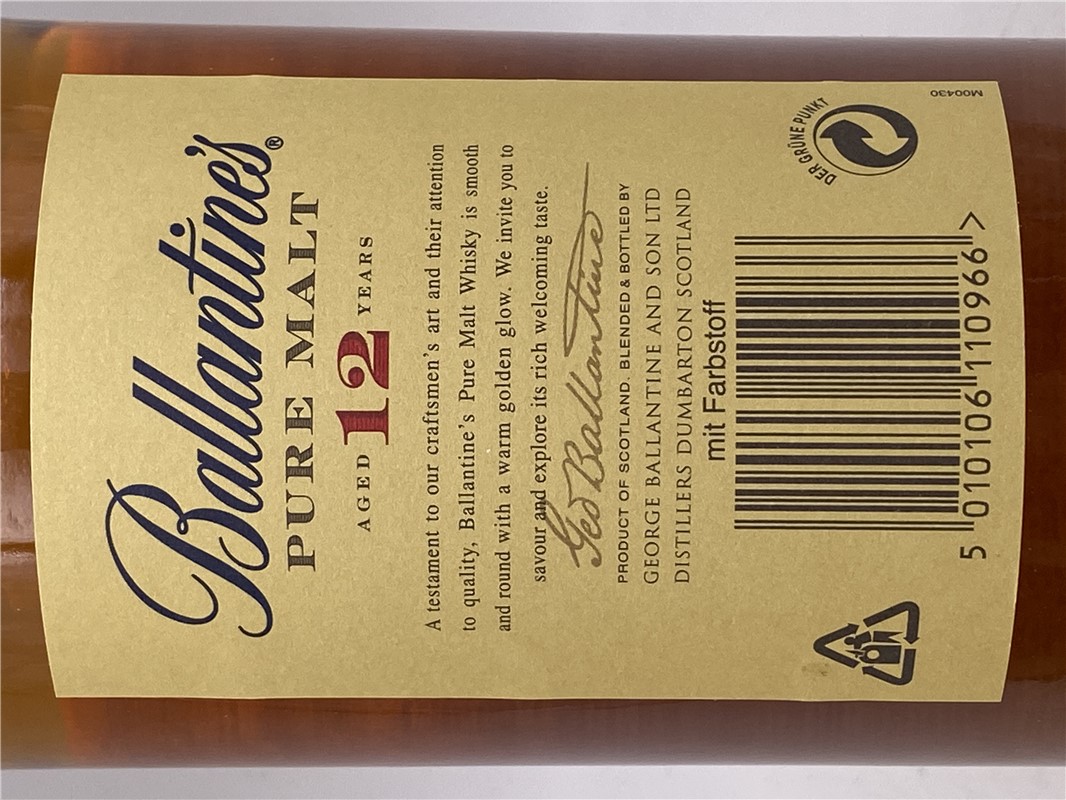 Ballantine's®
PURE MALT
AGED 12 YEARS
A testament to our craftsmen's art and their attention
to quality, Ballantine's Pure Malt Whisky is smooth
and round with a warm golden glow. We invite you to
savour and explore its rich welcoming taste.
Geo Ballantine
PRODUCT OF SCOTLAND. BLENDED & BOTTLED BY
GEORGE BALLANTINE AND SON LTD
DISTILLERS DUMBARTON SCOTLAND
mit Farbstoff
5 010106 110966 >
DER GRÜNE PUNKT
M00430